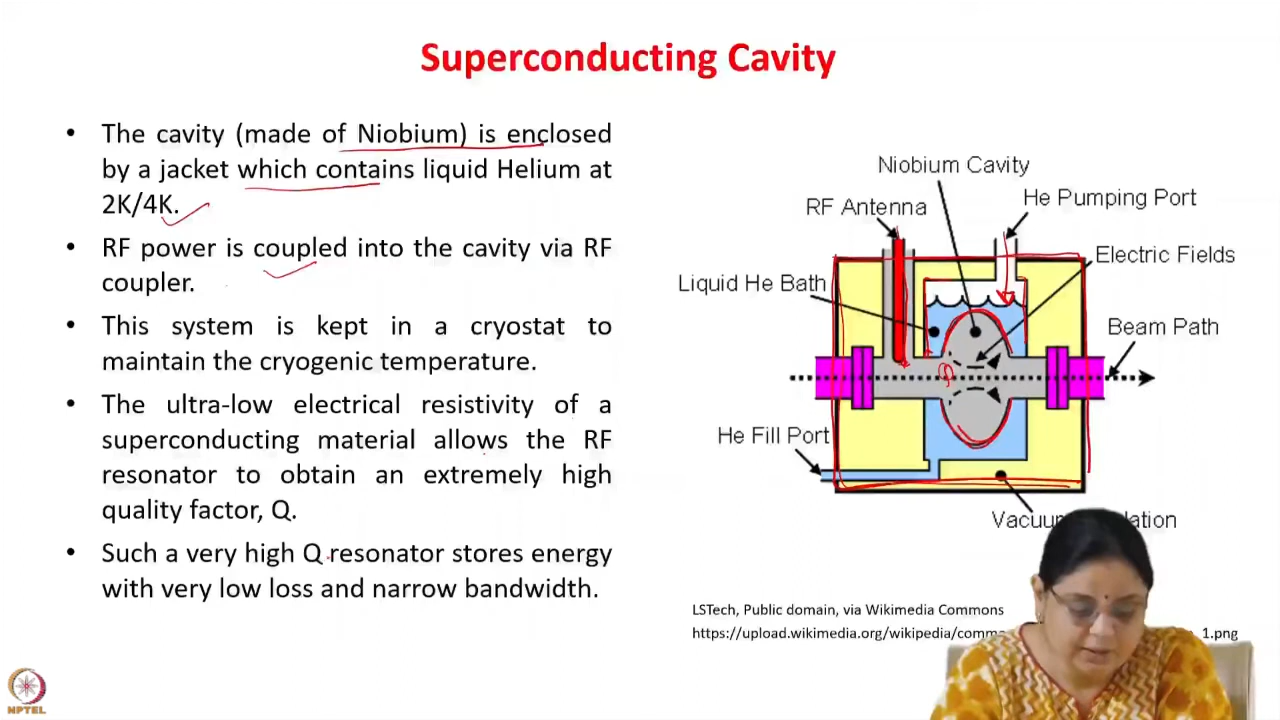 Superconducting Cavity
• The cavity (made of Niobium) is enclosed
by a jacket which contains liquid Helium at
2K/4K.
• RF power is coupled into the cavity via RF
coupler.
• This system is kept in a cryostat to
maintain the cryogenic temperature.
• The ultra-low electrical resistivity of a
superconducting material allows the RF
resonator to obtain an extremely high
quality factor, Q.
• Such a very high Q resonator stores energy
with very low loss and narrow bandwidth.
Niobium Cavity
He Pumping Port
RF Antenna
Electric Fields
Liquid He Bath
Beam Path
He Fill Port
LSTech, Public domain, via Wikimedia Commons
https://upload.wikimedia.org/wikipedia/comm
_1.png
NPTEL